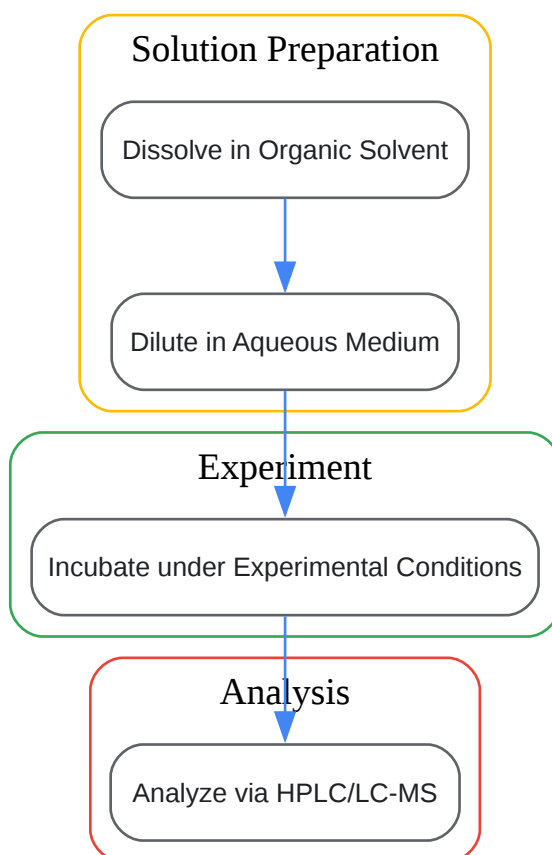 Solution Preparation
Dissolve in Organic Solvent
Dilute in Aqueous Medium
Experiment
Incubate under Experimental Conditions
Analysis
Analyze via HPLC/LC-MS